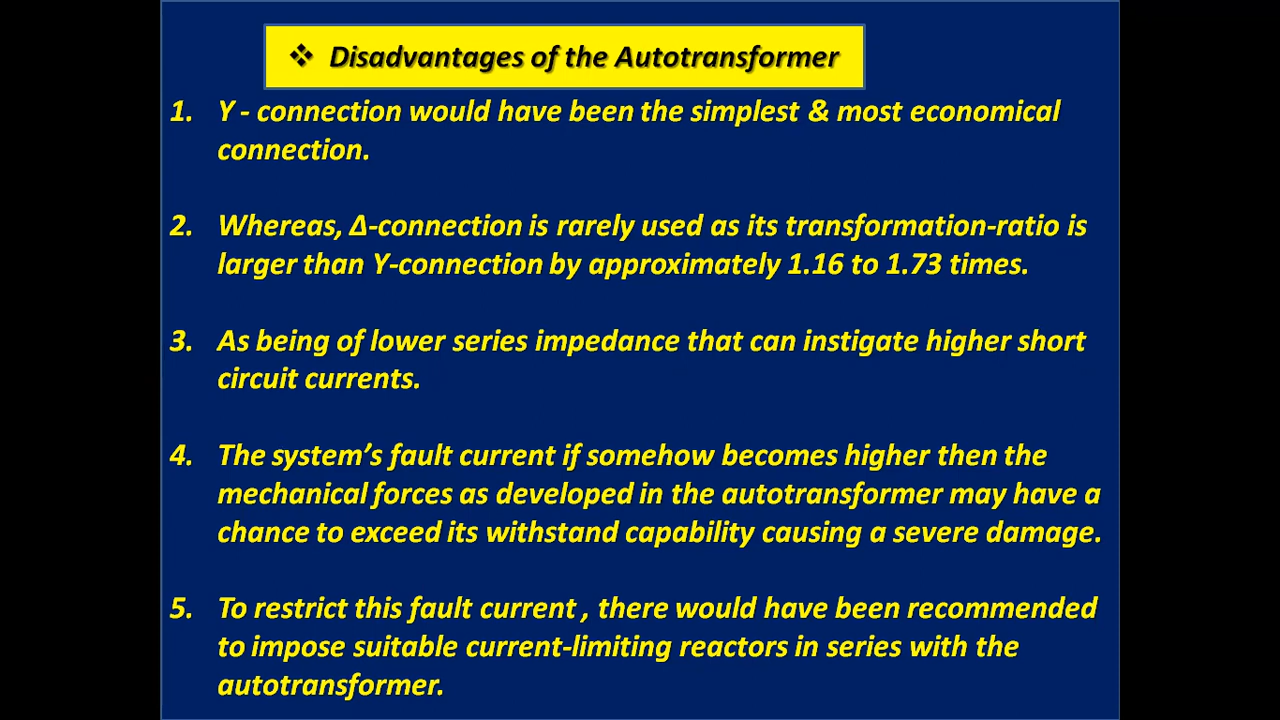 ❖ Disadvantages of the Autotransformer
1. Y - connection would have been the simplest & most economical
connection.
2. Whereas, Δ-connection is rarely used as its transformation-ratio is
larger than Y-connection by approximately 1.16 to 1.73 times.
3. As being of lower series impedance that can instigate higher short
circuit currents.
4. The system’s fault current if somehow becomes higher then the
mechanical forces as developed in the autotransformer may have a
chance to exceed its withstand capability causing a severe damage.
5. To restrict this fault current , there would have been recommended
to impose suitable current-limiting reactors in series with the
autotransformer.